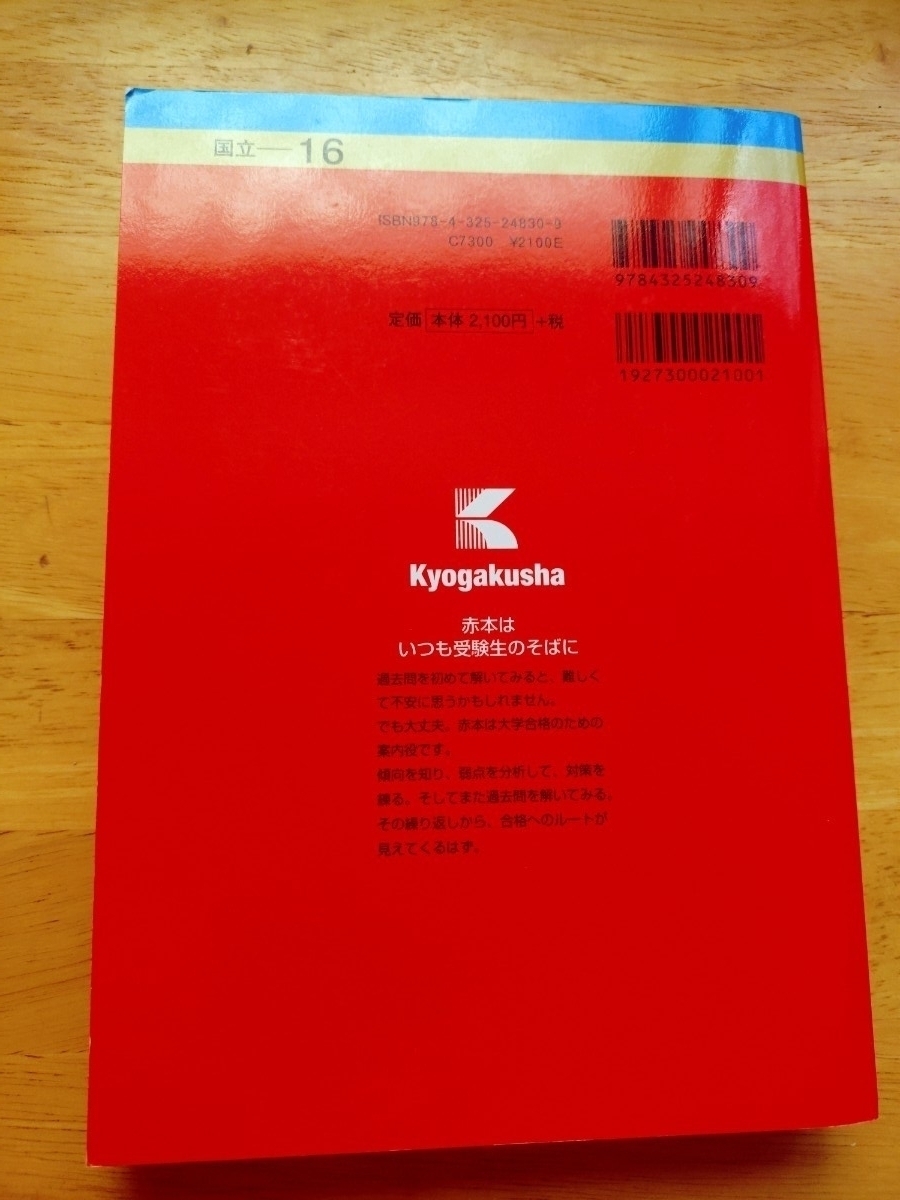 国立—16
ISBN978-4-325-24830-9
C7300 ¥2100E
9784325248309
定価 本体 2,100円 +税
1927300021001
Kyogakusha
赤本は
いつも受験生のそばに
過去問を初めて解いてみると、難しく
て不安に思うかもしれません。
でも大丈夫。赤本は大学合格のための
案内役です。
傾向を知り、弱点を分析して、対策を
練る。そしてまた過去問を解いてみる。
その繰り返しから、合格へのルートが
見えてくるはず。